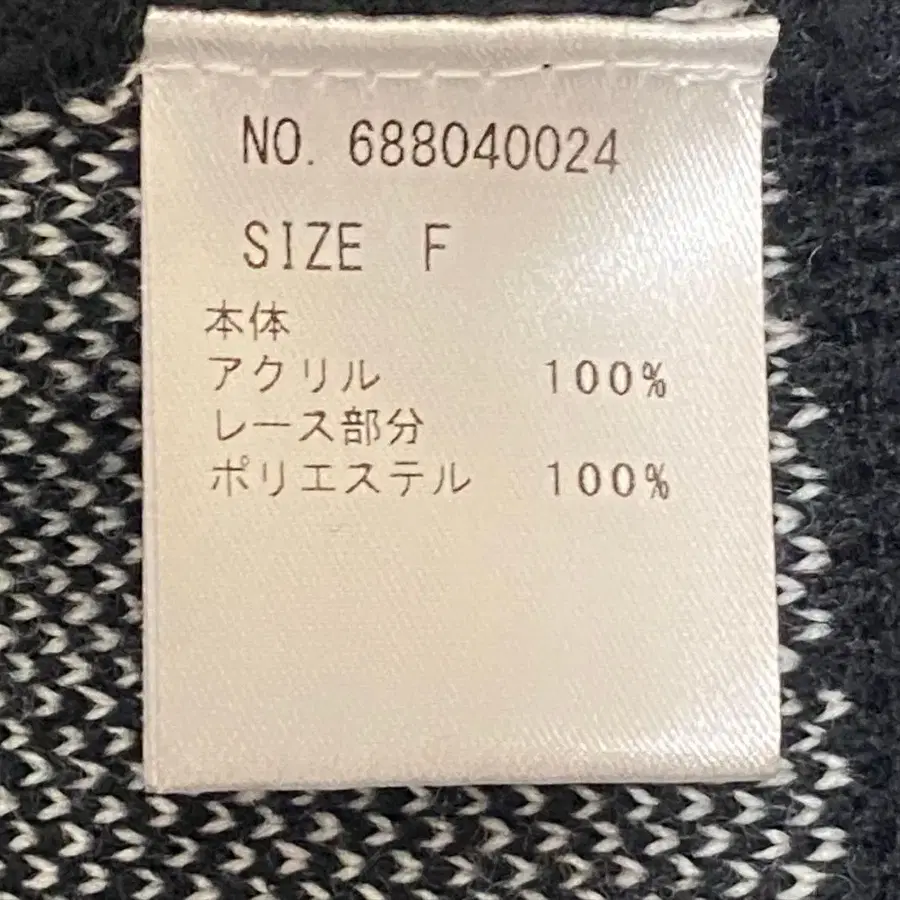 NO. 688040024
SIZE F
本体
アクリル 100%
レース部分
ポリエステル 100%